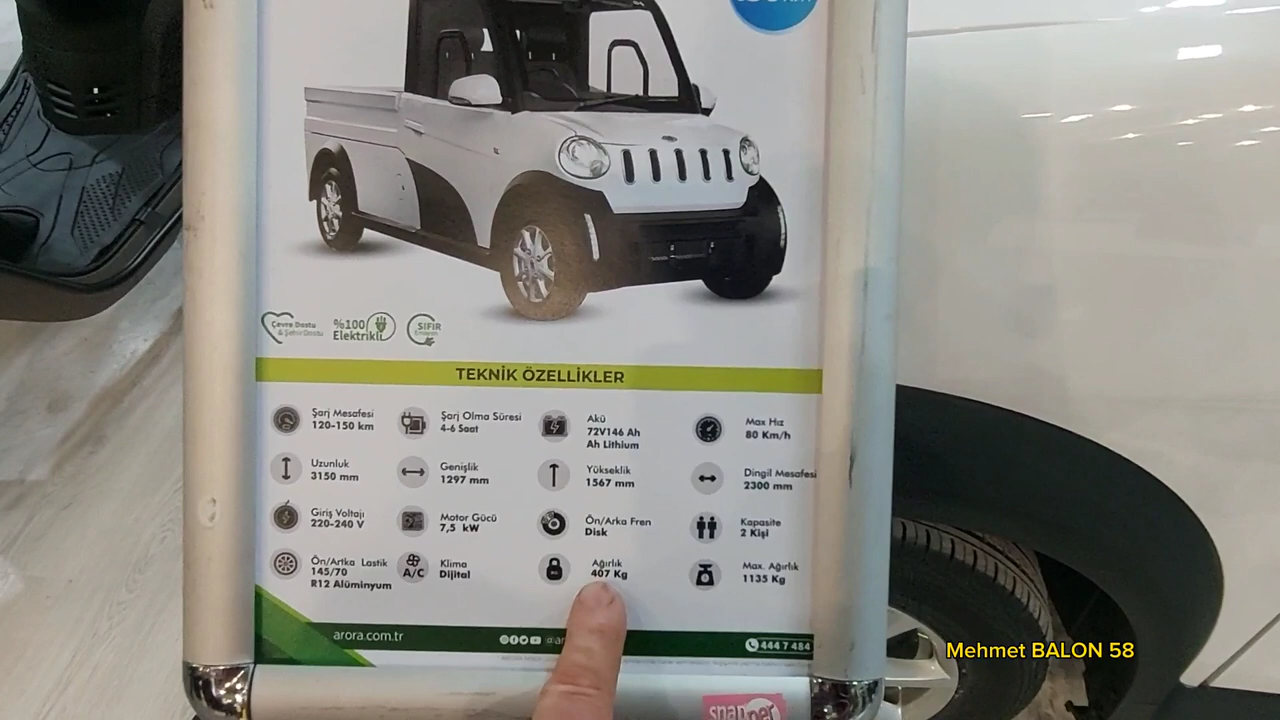 Çevre Dostu
& Şehir Dostu
%100
Elektrikli
SIFIR
TEKNİK ÖZELLİKLER
Şarj Mesafesi
120-150 km
Şarj Olma Süresi
4-6 Saat
Akü
72V146 Ah
Ah Lithium
Max Hız
80 Km/h
Uzunluk
3150 mm
Genişlik
1297 mm
Yükseklik
1567 mm
Dingil Mesafesi
2300 mm
Giriş Voltajı
220-240 V
Motor Gücü
7,5 kW
Ön/Arka Fren
Disk
Kapasite
2 Kişi
Ön/Artka Lastik
145/70
R12 Alüminyum
A/C
Klima
Dijital
Ağırlık
407 Kg
Max. Ağırlık
1135 Kg
arora.com.tr
444 7 484
Mehmet BALON 58
snapper